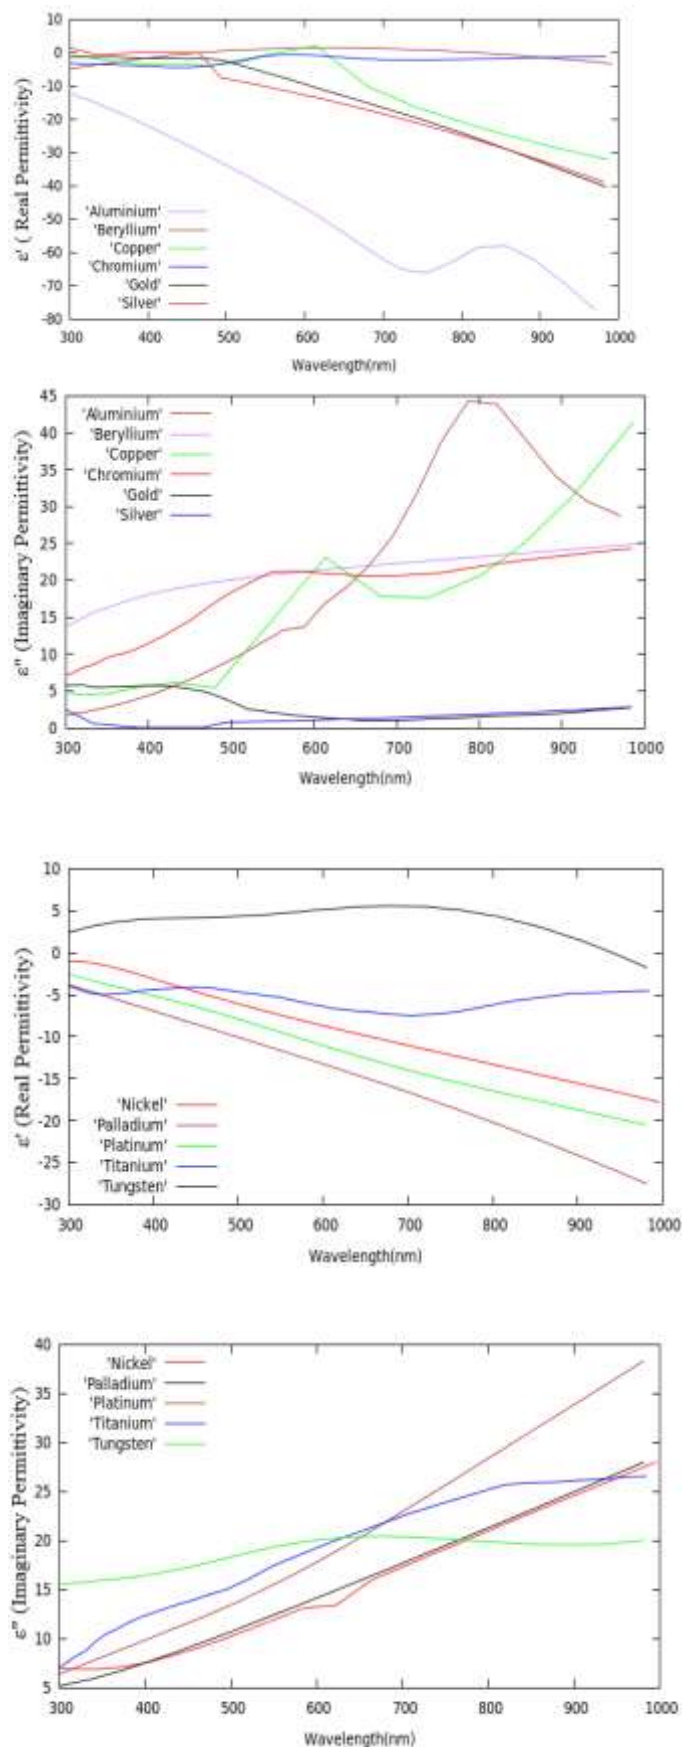 ε' ( Real Permittivity)
10
0
-10
-20
-30
-40
-50
-60
-70
-80
'Aluminium'
'Beryllium'
'Copper'
'Chromium'
'Gold'
'Silver'
300 400 500 600 700 800 900 1000
Wavelength(nm)
ε" (Imaginary Permittivity)
45
40
35
30
25
20
15
10
5
0
'Aluminium'
'Beryllium'
'Copper'
'Chromium'
'Gold'
'Silver'
300 400 500 600 700 800 900 1000
Wavelength(nm)
ε' (Real Permittivity)
10
5
0
-5
-10
-15
-20
-25
-30
'Nickel'
'Palladium'
'Platinum'
'Titanium'
'Tungsten'
300 400 500 600 700 800 900 1000
Wavelength(nm)
ε" (Imaginary Permittivity)
40
35
30
25
20
15
10
5
'Nickel'
'Palladium'
'Platinum'
'Titanium'
'Tungsten'
300 400 500 600 700 800 900 1000
Wavelength(nm)